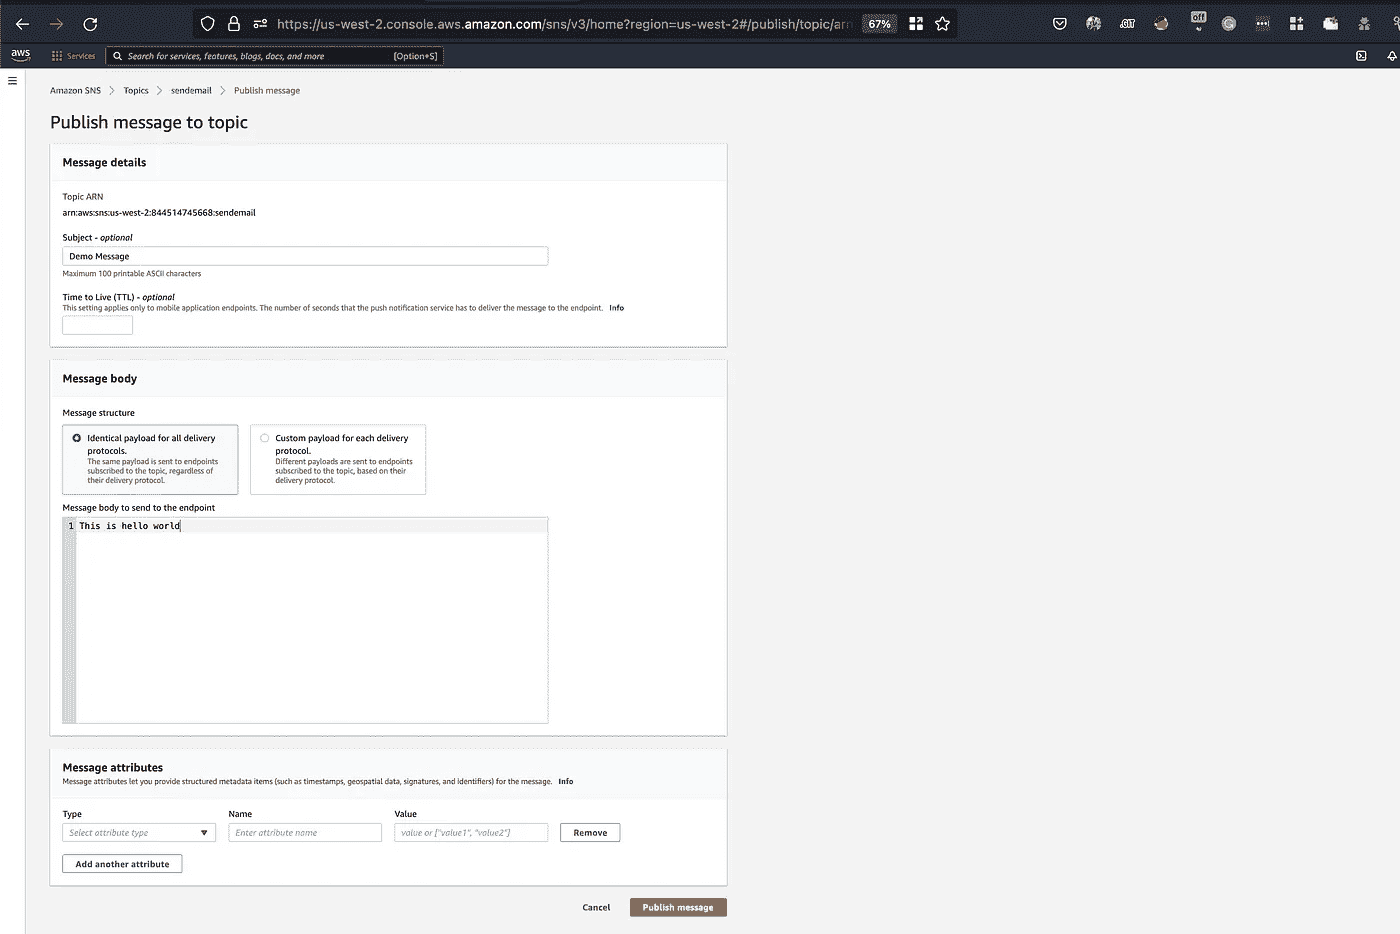 https://us-west-2.console.aws.amazon.com/sns/v3/home?region=us-west-2#/publish/topic/arn
67%
off
.GIT
aws
Services
Search for services, features, blogs, docs, and more
[Option+S]
Amazon SNS > Topics > sendemail > Publish message
Publish message to topic
Message details
Topic ARN
arn:aws:sns:us-west-2:844514745668:sendemail
Subject - optional
Demo Message
Maximum 100 printable ASCII characters
Time to Live (TTL) - optional
This setting applies only to mobile application endpoints. The number of seconds that the push notification service has to deliver the message to the endpoint. Info
Message body
Message structure
Identical payload for all delivery
protocols.
The same payload is sent to endpoints
subscribed to the topic, regardless of
their delivery protocol.
Custom payload for each delivery
protocol.
Different payloads are sent to endpoints
subscribed to the topic, based on their
delivery protocol.
Message body to send to the endpoint
1 This is hello world
Message attributes
Message attributes let you provide structured metadata items (such as timestamps, geospatial data, signatures, and identifiers) for the message. Info
Type
Name
Value
Select attribute type
Enter attribute name
value or ["value1", "value2"]
Remove
Add another attribute
Cancel
Publish message